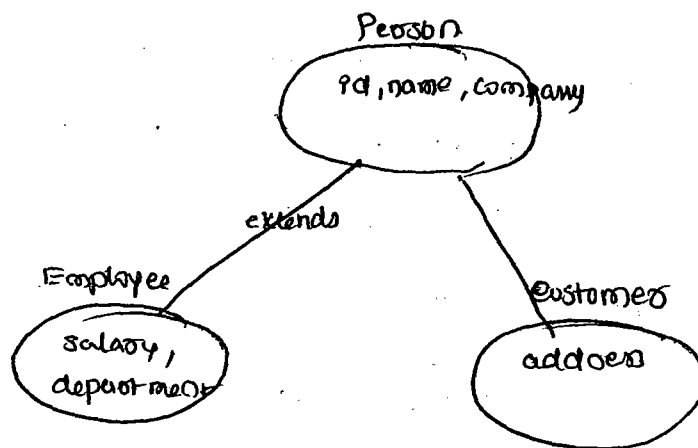 Person
id, name, company
extends
Employee
Customer
salary,
department
address